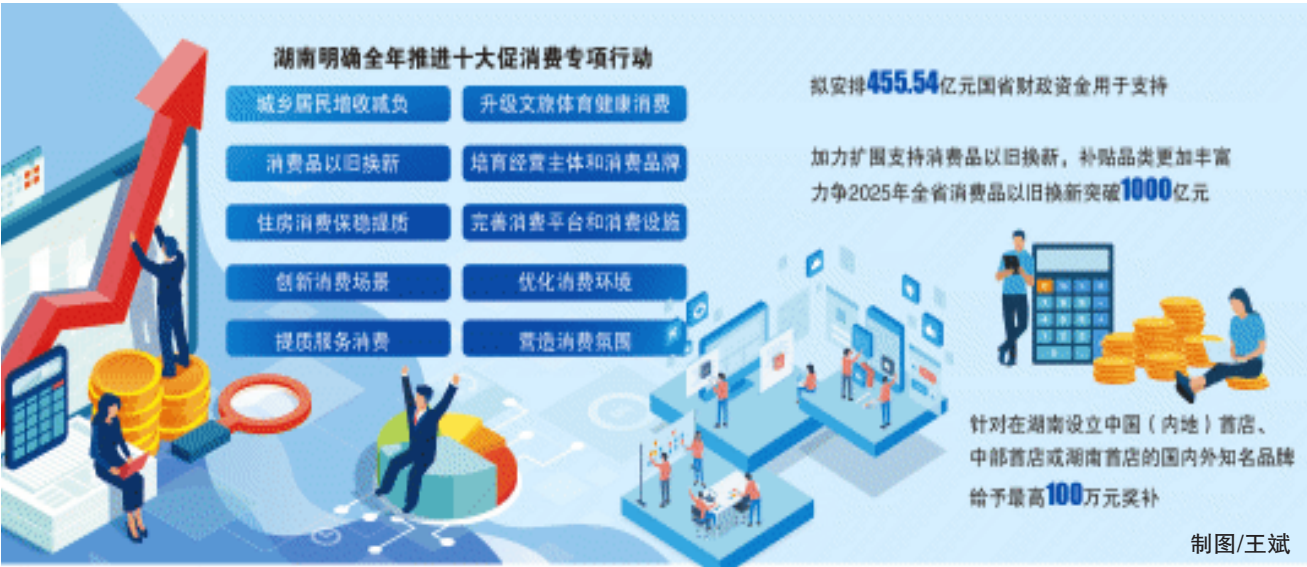 湖南明确全年推进十大促消费专项行动
城乡居民增收减负
升级文旅体育健康消费
消费品以旧换新
培育经营主体和消费品牌
住房消费保稳提质
完善消费平台和消费设施
创新消费场景
优化消费环境
提质服务消费
营造消费氛围
拟安排455.54亿元国省财政资金用于支持
加力扩围支持消费品以旧换新，补贴品类更加丰富
力争2025年全省消费品以旧换新突破1000亿元
针对在湖南设立中国（内地）首店、
中部首店或湖南首店的国内外知名品牌
给予最高100万元奖补
制图/王斌